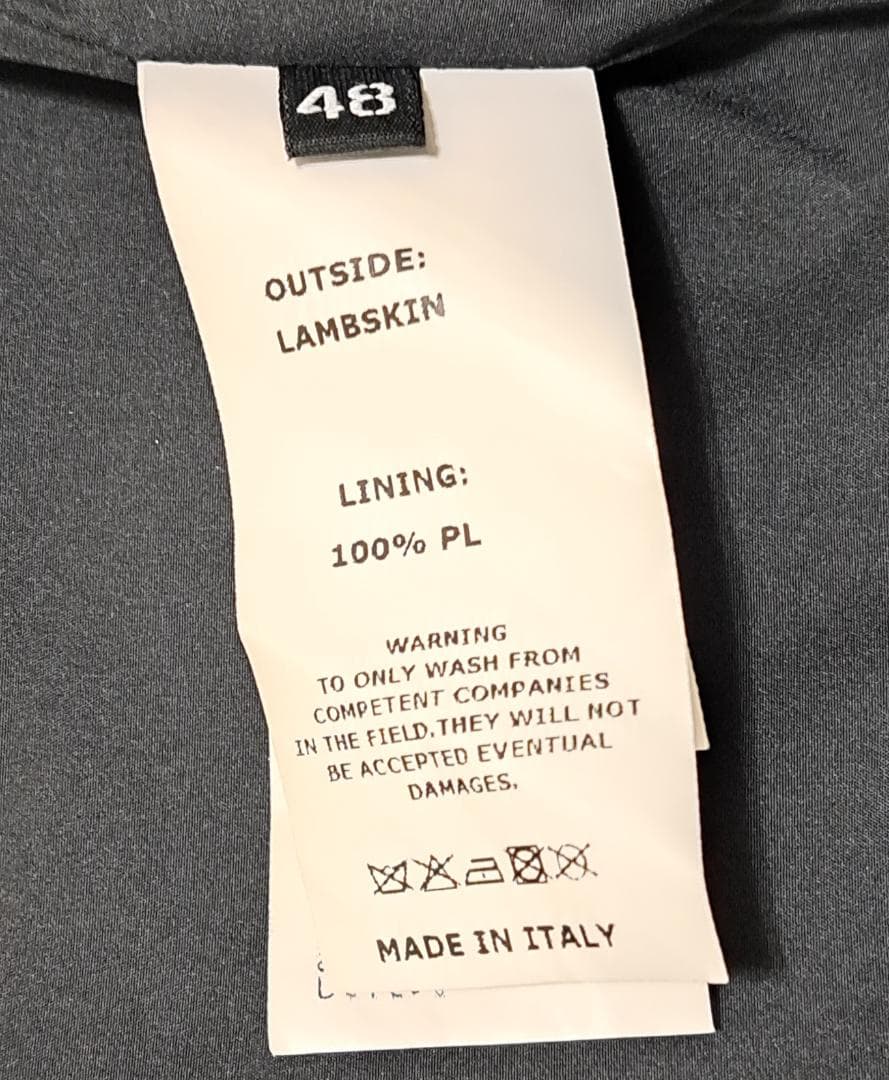 48
OUTSIDE:
LAMBSKIN
LINING:
100% PL
WARNING
TO ONLY WASH FROM
COMPETENT COMPANIES
IN THE FIELD.THEY WILL NOT
BE ACCEPTED EVENTUAL
DAMAGES.
MADE IN ITALY